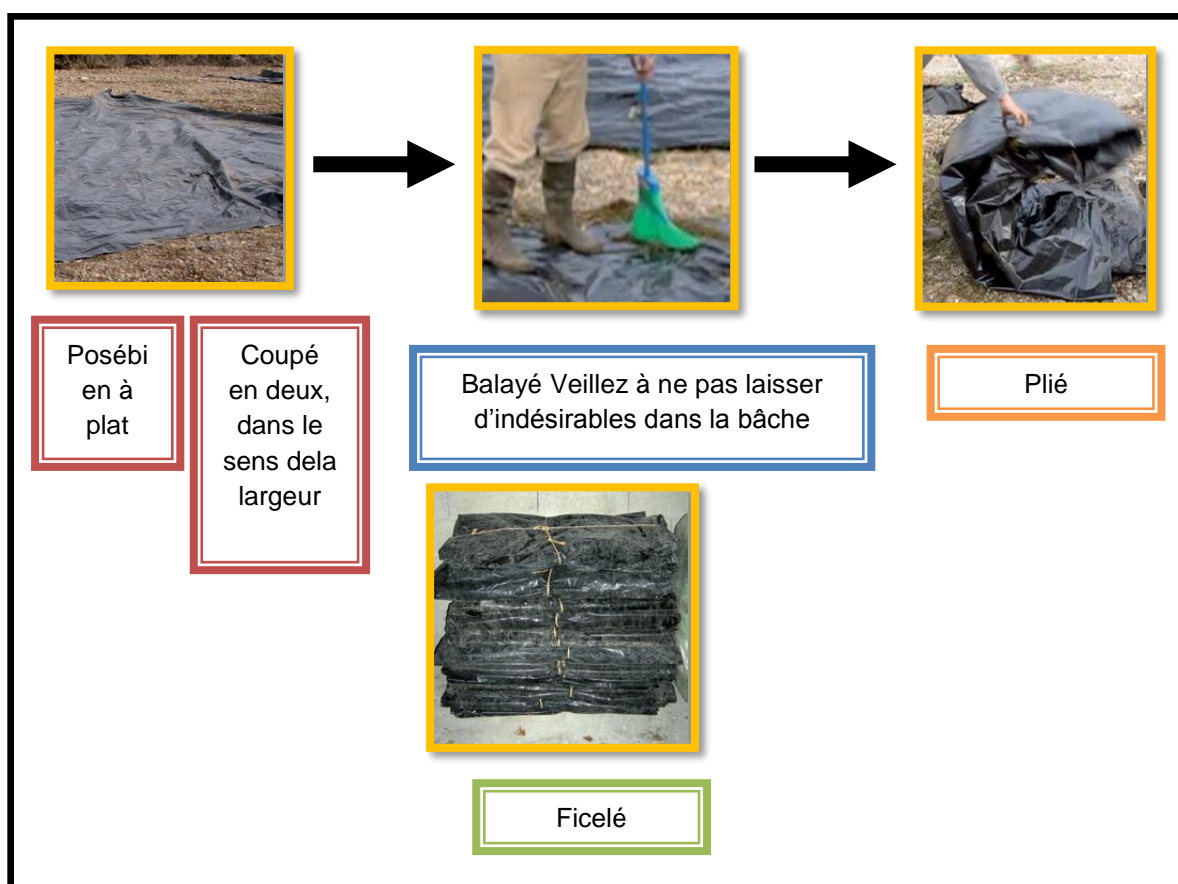 Posébi
en à
plat
Coupé
en deux,
dans le
sens dela
largeur
Balayé Veillez à ne pas laisser
d’indésirables dans la bâche
Plié
Ficelé